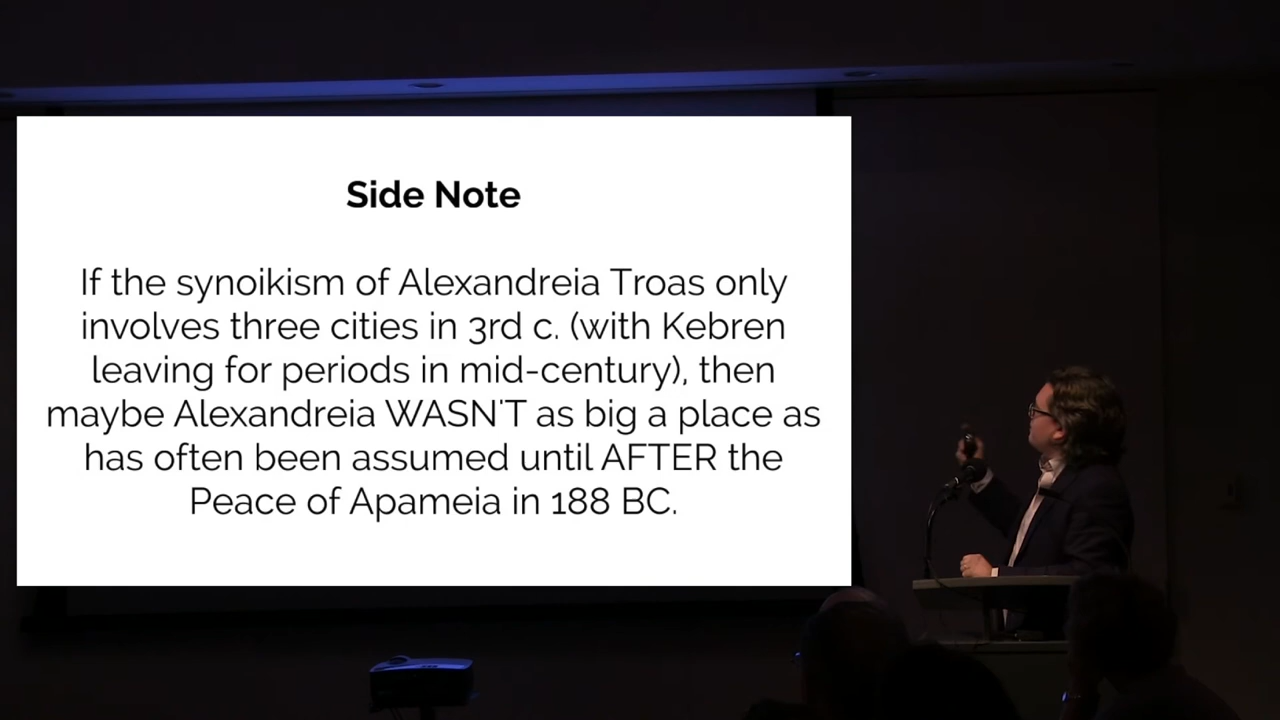 Side Note
If the synoikism of Alexandreia Troas only
involves three cities in 3rd c. (with Kebren
leaving for periods in mid-century), then
maybe Alexandreia WASN'T as big a place as
has often been assumed until AFTER the
Peace of Apameia in 188 BC.